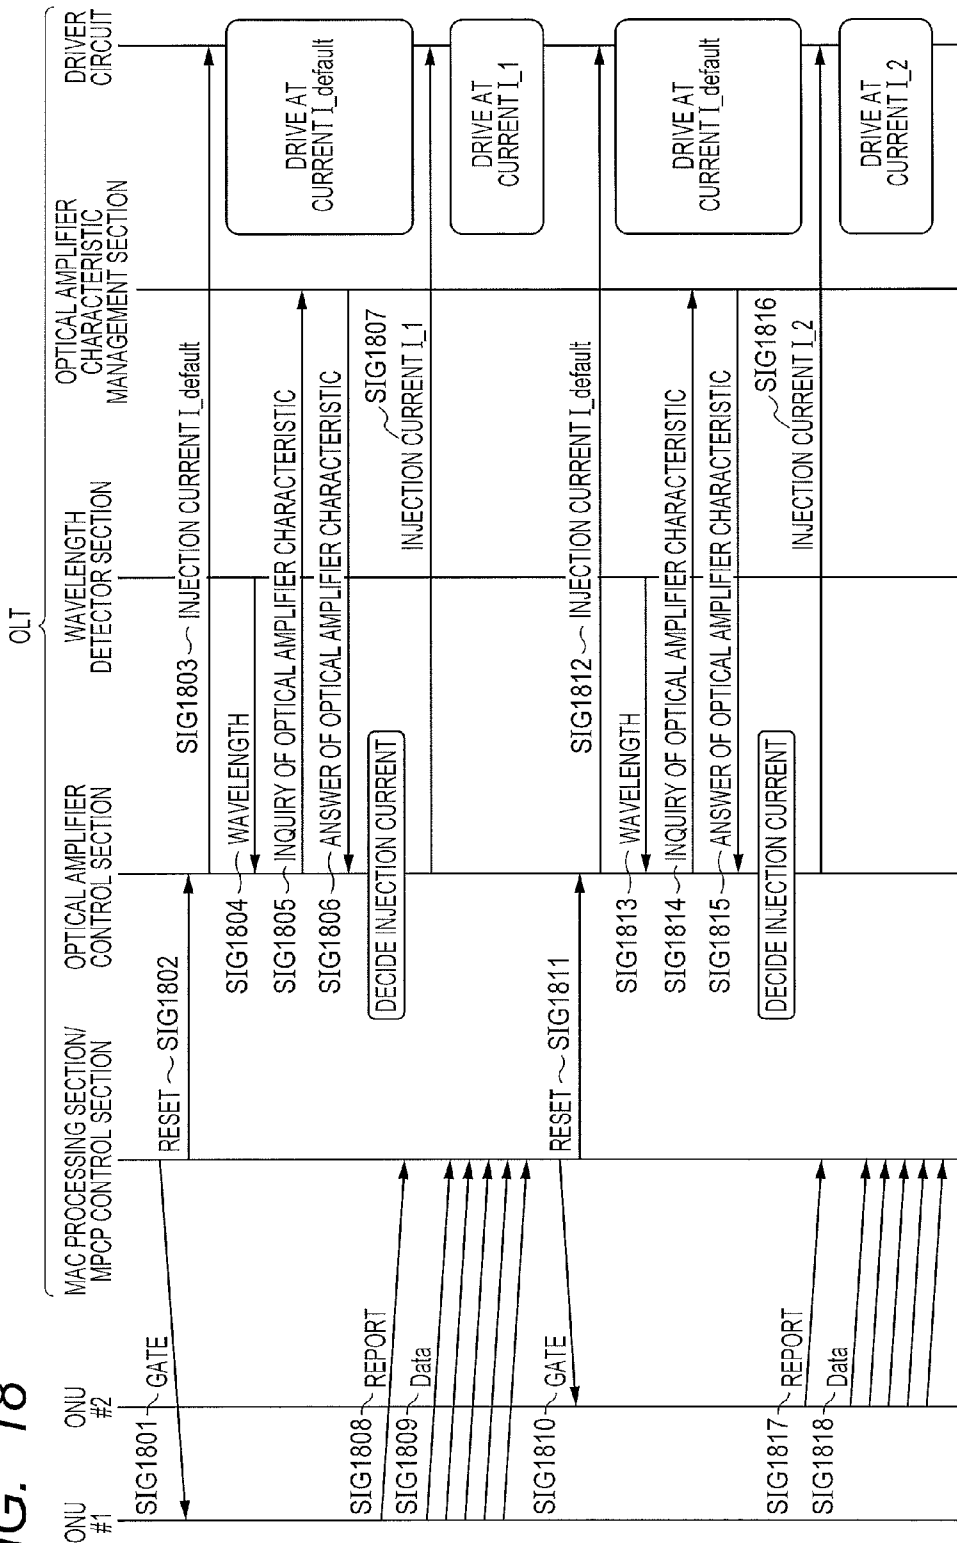 FIG. 18
OLT
ONU
#1
ONU
#2
MAC PROCESSING SECTION/
MPCP CONTROL SECTION
OPTICAL AMPLIFIER
CONTROL SECTION
WAVELENGTH
DETECTOR SECTION
OPTICAL AMPLIFIER
CHARACTERISTIC
MANAGEMENT SECTION
DRIVER
CIRCUIT
SIG1801 GATE
RESET SIG1802
SIG1803 INJECTION CURRENT I_default
SIG1804 WAVELENGTH
SIG1805 INQUIRY OF OPTICAL AMPLIFIER CHARACTERISTIC
SIG1806 ANSWER OF OPTICAL AMPLIFIER CHARACTERISTIC
DRIVE AT
CURRENT I_default
DECIDE INJECTION CURRENT
SIG1807
INJECTION CURRENT I_1
SIG1808 REPORT
SIG1809 Data
DRIVE AT
CURRENT I_1
SIG1810 GATE
RESET SIG1811
SIG1812 INJECTION CURRENT I_default
SIG1813 WAVELENGTH
SIG1814 INQUIRY OF OPTICAL AMPLIFIER CHARACTERISTIC
SIG1815 ANSWER OF OPTICAL AMPLIFIER CHARACTERISTIC
DRIVE AT
CURRENT I_default
DECIDE INJECTION CURRENT
SIG1816
INJECTION CURRENT I_2
SIG1817 REPORT
SIG1818 Data
DRIVE AT
CURRENT I_2